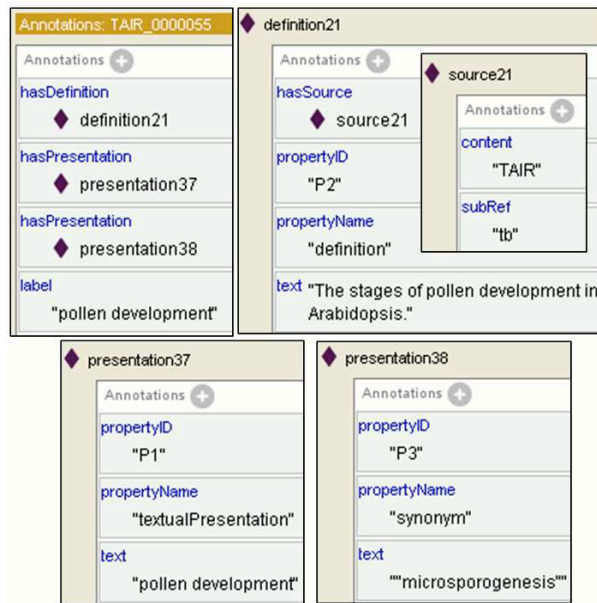 Annotations: TAIR_0000055
Annotations
hasDefinition
definition21
hasPresentation
presentation37
hasPresentation
presentation38
label
"pollen development"
definition21
Annotations
hasSource
source21
propertyID
"P2"
propertyName
"definition"
text "The stages of pollen development in
Arabidopsis."
source21
Annotations
content
"TAIR"
subRef
"tb"
presentation37
Annotations
propertyID
"P1"
propertyName
"textualPresentation"
text
"pollen development"
presentation38
Annotations
propertyID
"P3"
propertyName
"synonym"
text
""microsporogenesis""